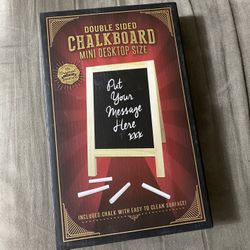 DOUBLE SIDED
CHALKBOARD
MINI DESKTOP SIZE
Put
Your
Message
Here
xxx
INCLUDES CHALK WITH EASY TO CLEAN SURFACE!